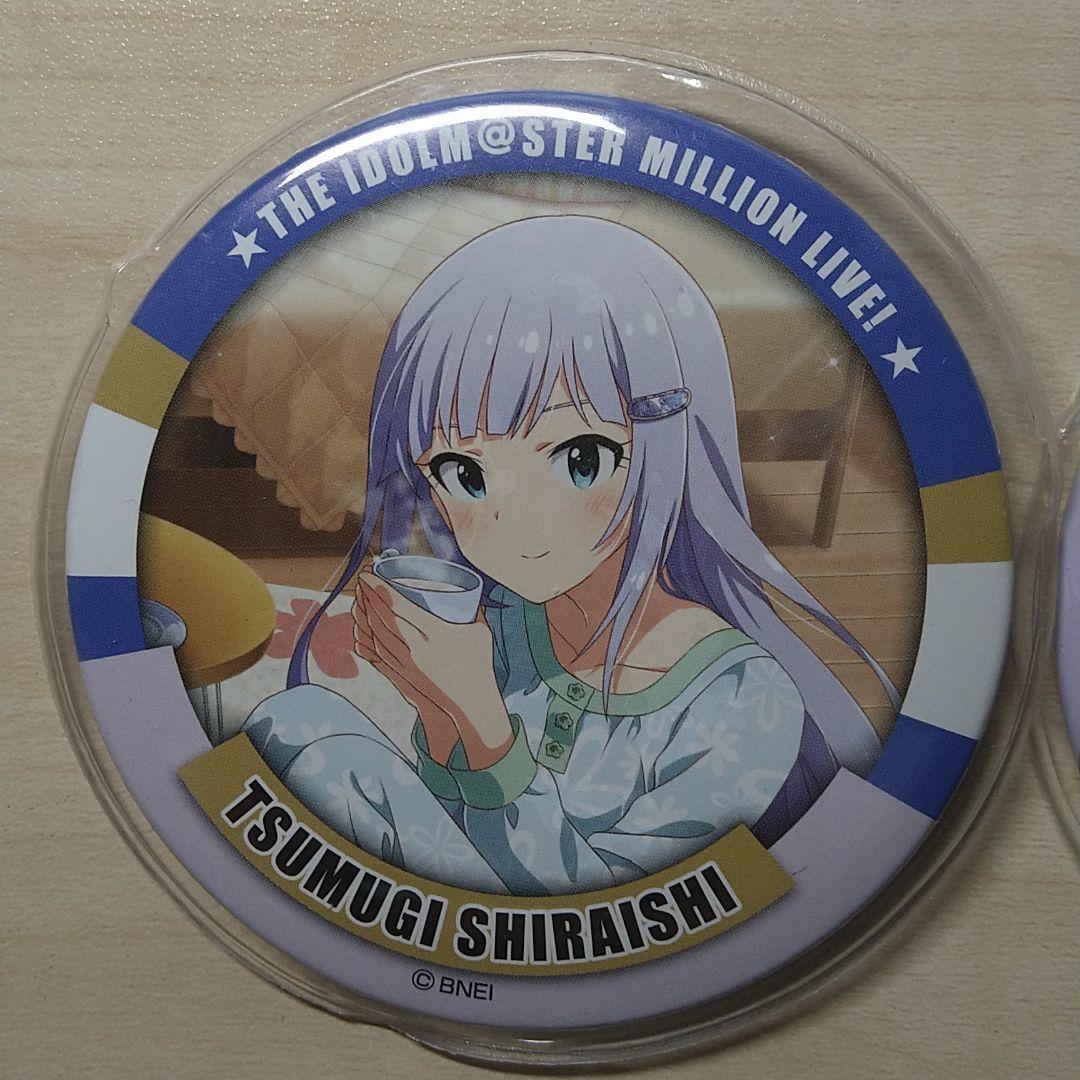 ★THE IDOLM@STER MILLION LIVE!★
TSUMUGI SHIRAISHI
©BNEI